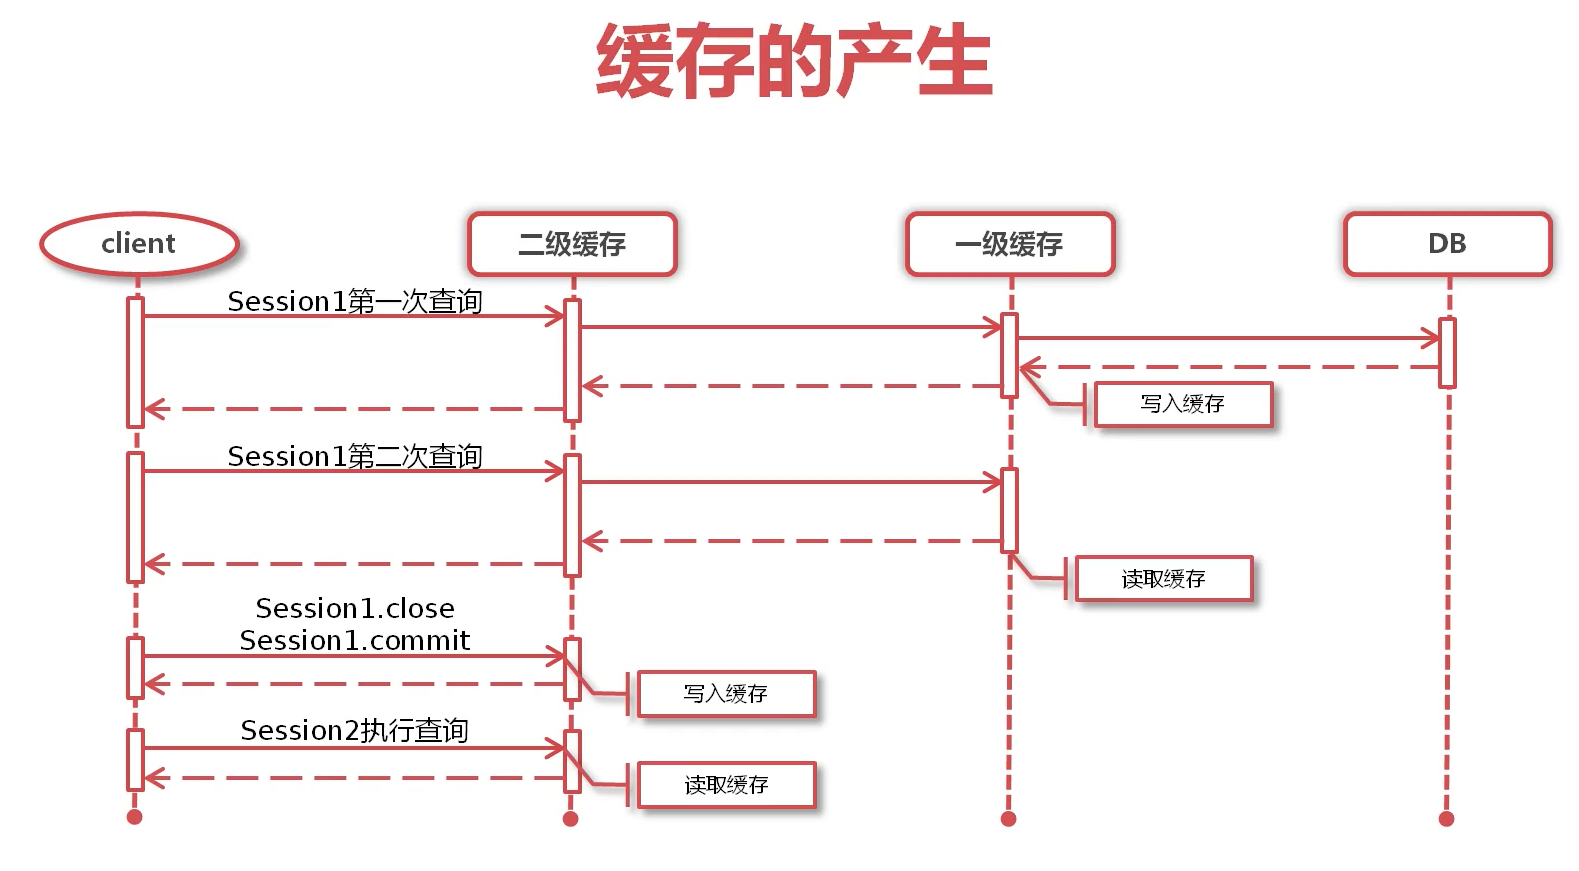 缓存的产生
client
二级缓存
一级缓存
DB
Session1第一次查询
写入缓存
Session1第二次查询
读取缓存
Session1.close
Session1.commit
写入缓存
Session2执行查询
读取缓存